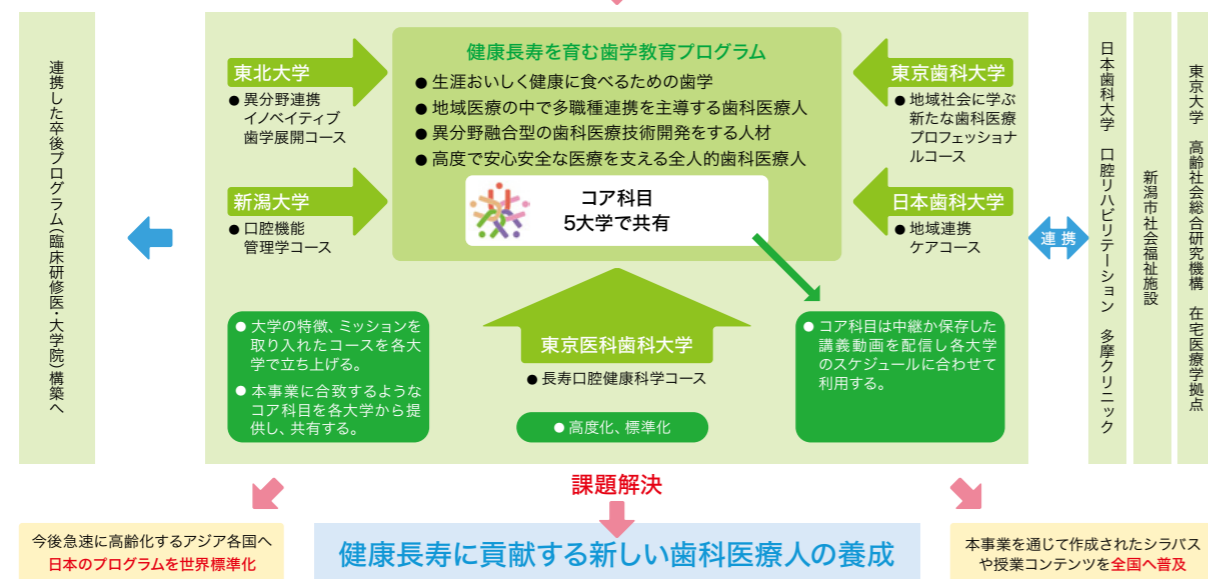 連携した卒後プログラム(臨床研修医・大学院)構築へ
健康長寿を育む歯学教育プログラム
● 生涯おいしく健康に食べるための歯学
● 地域医療の中で多職種連携を主導する歯科医療人
● 異分野融合型の歯科医療技術開発をする人材
● 高度で安心安全な医療を支える全人的歯科医療人
コア科目
5大学で共有
東北大学
● 異分野連携
イノベイティブ
歯学展開コース
新潟大学
● 口腔機能
管理学コース
東京歯科大学
● 地域社会に学ぶ
新たな歯科医療
プロフェッショナ
ルコース
日本歯科大学
● 地域連携
ケアコース
東京医科歯科大学
● 長寿口腔健康科学コース
● 高度化、標準化
● 大学の特徴、ミッションを
取り入れたコースを各大
学で立ち上げる。
● 本事業に合致するような
コア科目を各大学から提
供し、共有する。
● コア科目は中継か保存した
講義動画を配信し各大学
のスケジュールに合わせて
利用する。
連携
日本歯科大学 口腔リハビリテーション 多摩クリニック
新潟市社会福祉施設
東京大学 高齢社会総合研究機構 在宅医療学拠点
課題解決
今後急速に高齢化するアジア各国へ
日本のプログラムを世界標準化
健康長寿に貢献する新しい歯科医療人の養成
本事業を通じて作成されたシラバス
や授業コンテンツを全国へ普及